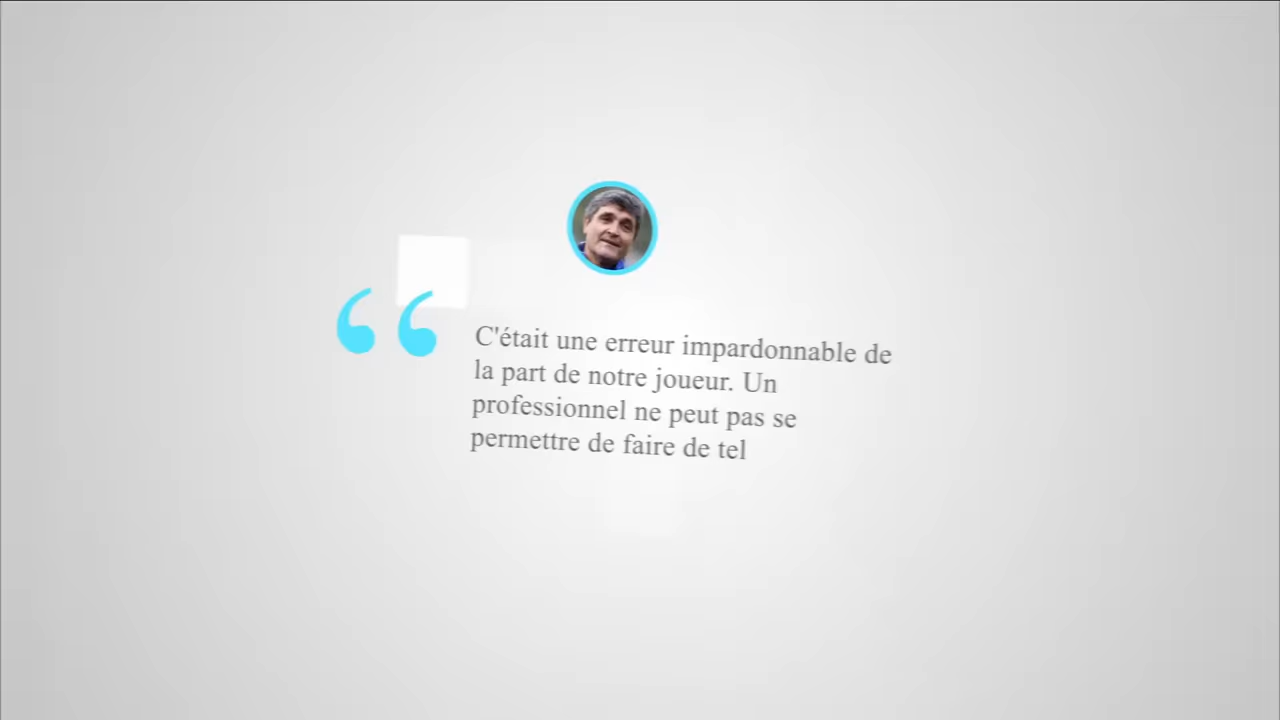 C'était une erreur impardonnable de
la part de notre joueur. Un
professionnel ne peut pas se
permettre de faire de tel